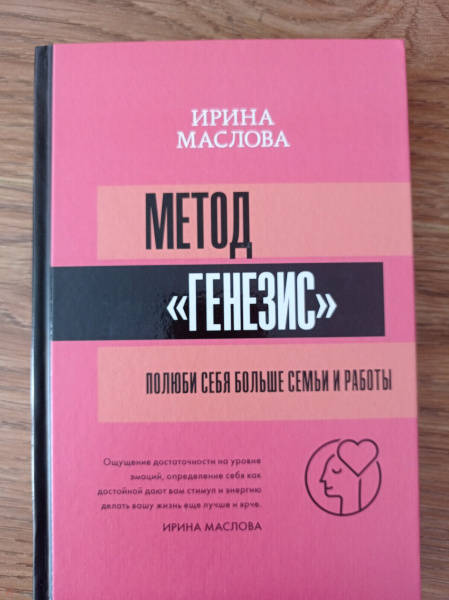 ИРИНА
МАСЛОВА
МЕТОД
«ГЕНЕЗИС»
ПОЛЮБИ СЕБЯ БОЛЬШЕ СЕМЬИ И РАБОТЫ
Ощущение достаточности на уровне
эмоций, определение себя как
достойной дают вам стимул и энергию
делать вашу жизнь еще лучше и ярче.
ИРИНА МАСЛОВА